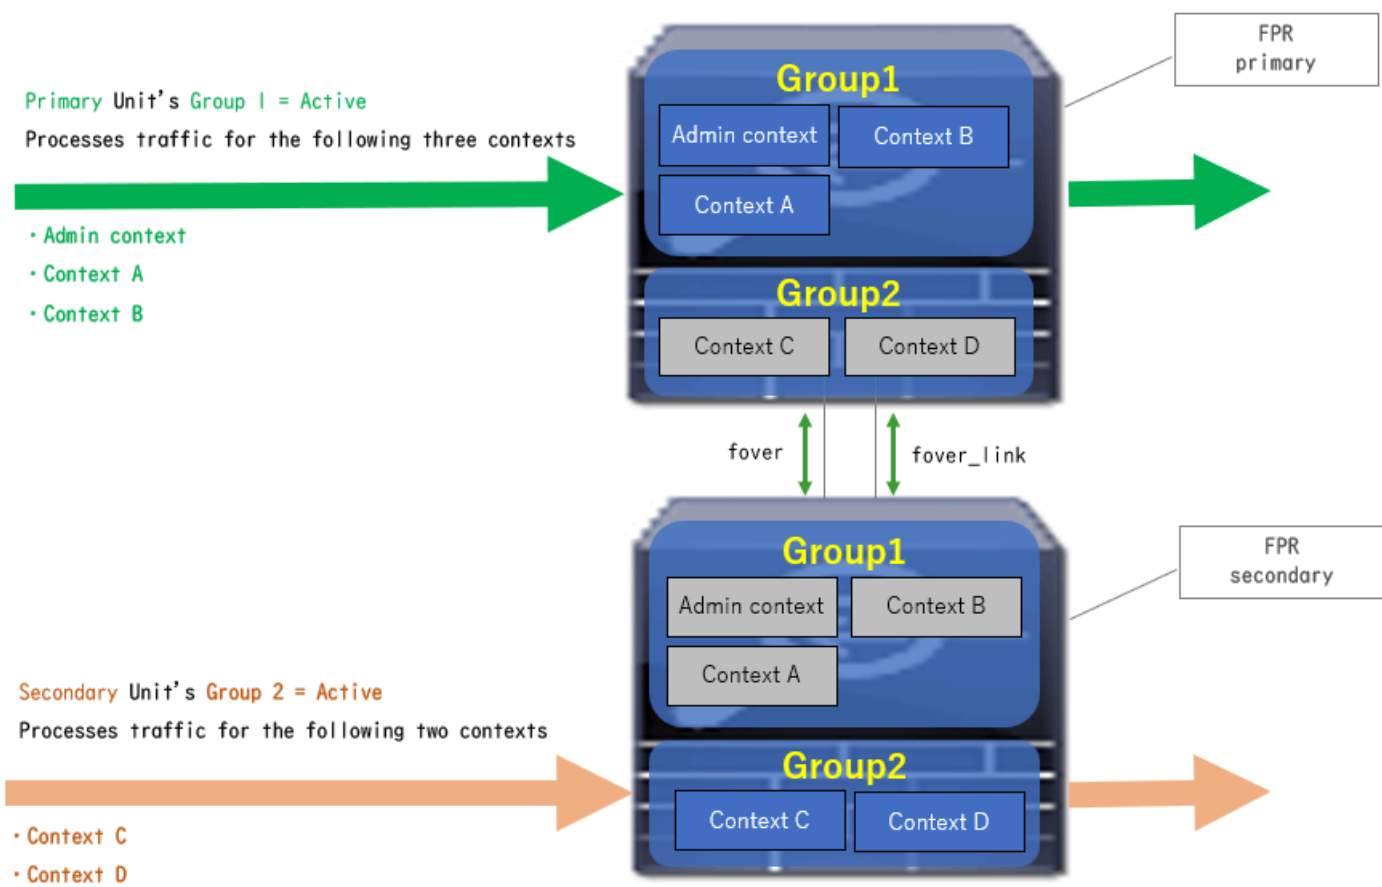 FPR
primary
Group1
Primary Unit's Group 1 = Active
Processes traffic for the following three contexts
Admin context
Context B
Context A
・Admin context
・Context A
・Context B
Group2
Context C
Context D
fover
fover_link
FPR
secondary
Group1
Admin context
Context B
Context A
Secondary Unit's Group 2 = Active
Processes traffic for the following two contexts
Group2
Context C
Context D
・Context C
・Context D